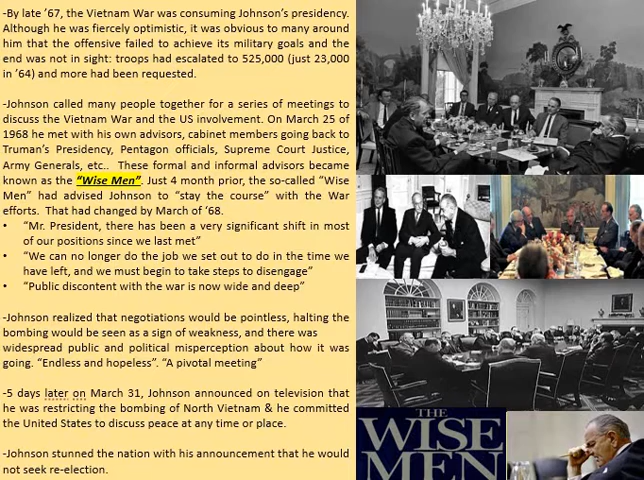 -By late ’67, the Vietnam War was consuming Johnson’s presidency.
Although he was fiercely optimistic, it was obvious to many around
him that the offensive failed to achieve its military goals and the
end was not in sight: troops had escalated to 525,000 (just 23,000
in ’64) and more had been requested.
-Johnson called many people together for a series of meetings to
discuss the Vietnam War and the US involvement. On March 25 of
1968 he met with his own advisors, cabinet members going back to
Truman’s Presidency, Pentagon officials, Supreme Court Justice,
Army Generals, etc.. These formal and informal advisors became
known as the “Wise Men”. Just 4 month prior, the so-called “Wise
Men” had advised Johnson to “stay the course” with the War
efforts. That had changed by March of ‘68.
• “Mr. President, there has been a very significant shift in most
of our positions since we last met”
• “We can no longer do the job we set out to do in the time we
have left, and we must begin to take steps to disengage”
• “Public discontent with the war is now wide and deep”
-Johnson realized that negotiations would be pointless, halting the
bombing would be seen as a sign of weakness, and there was
widespread public and political misperception about how it was
going. “Endless and hopeless”. “A pivotal meeting”
-5 days later on March 31, Johnson announced on television that
he was restricting the bombing of North Vietnam & he committed
the United States to discuss peace at any time or place.
-Johnson stunned the nation with his announcement that he would
not seek re-election.
THE
WISE
MEN